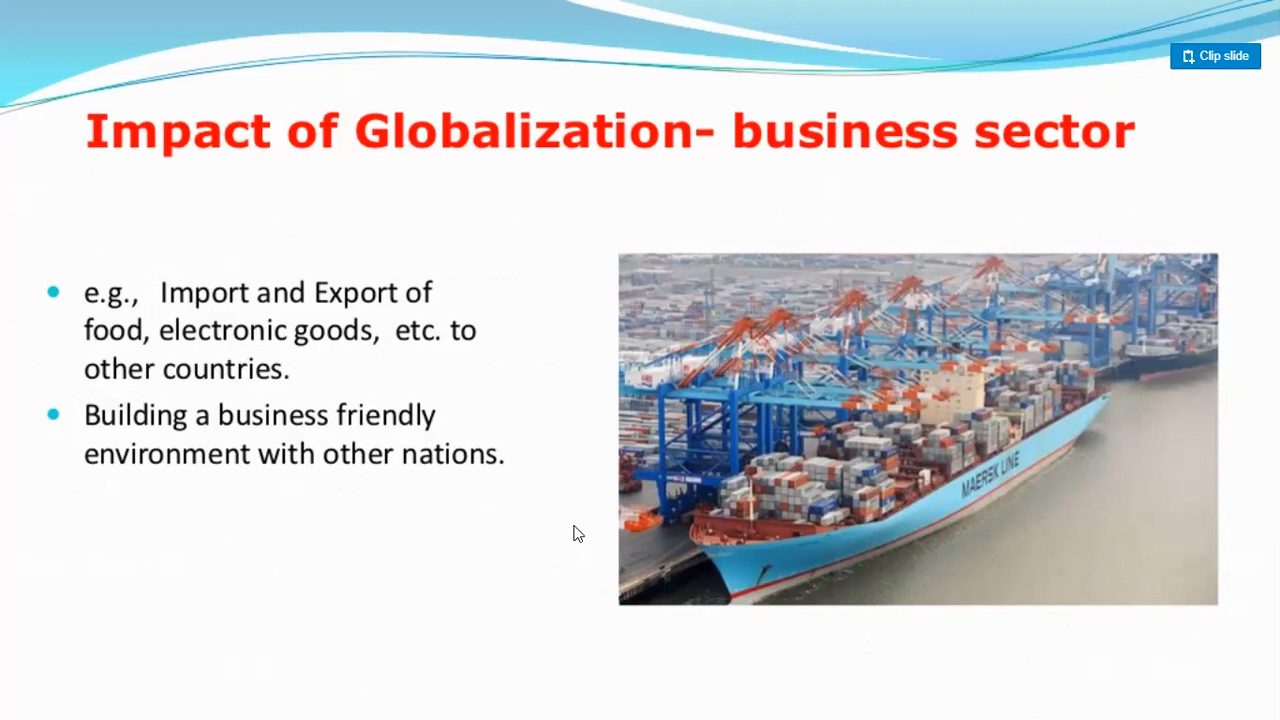 Clip slide
Impact of Globalization- business sector
e.g.,   Import and Export of
food, electronic goods,  etc. to
other countries.
Building a business friendly
environment with other nations.
MAERSK LINE